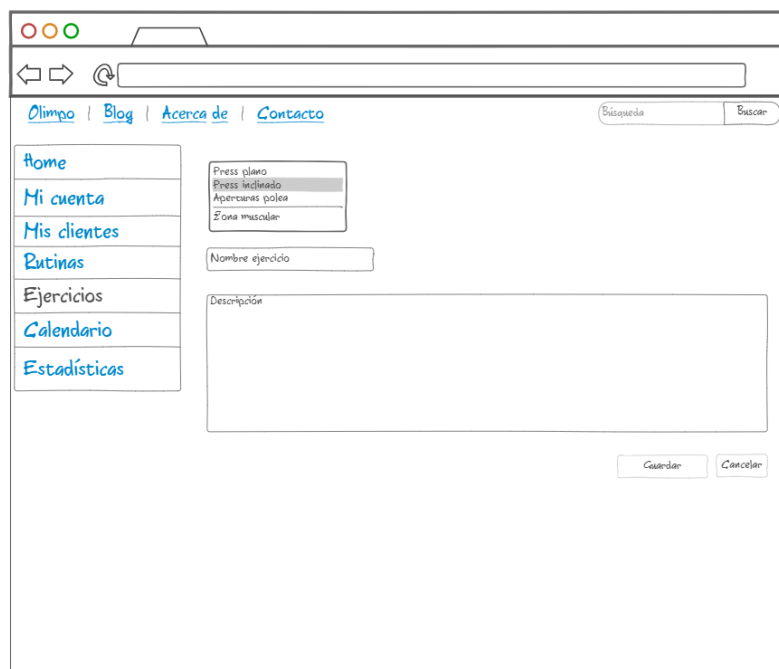 Olimpo | Blog | Acerca de | Contacto
Búsqueda Buscar
Home
Mi cuenta
Mis clientes
Rutinas
Ejercicios
Calendario
Estadísticas
Press plano
Press inclinado
Aperturas polea
Zona muscular
Nombre ejercicio
Descripción
Guardar Cancelar